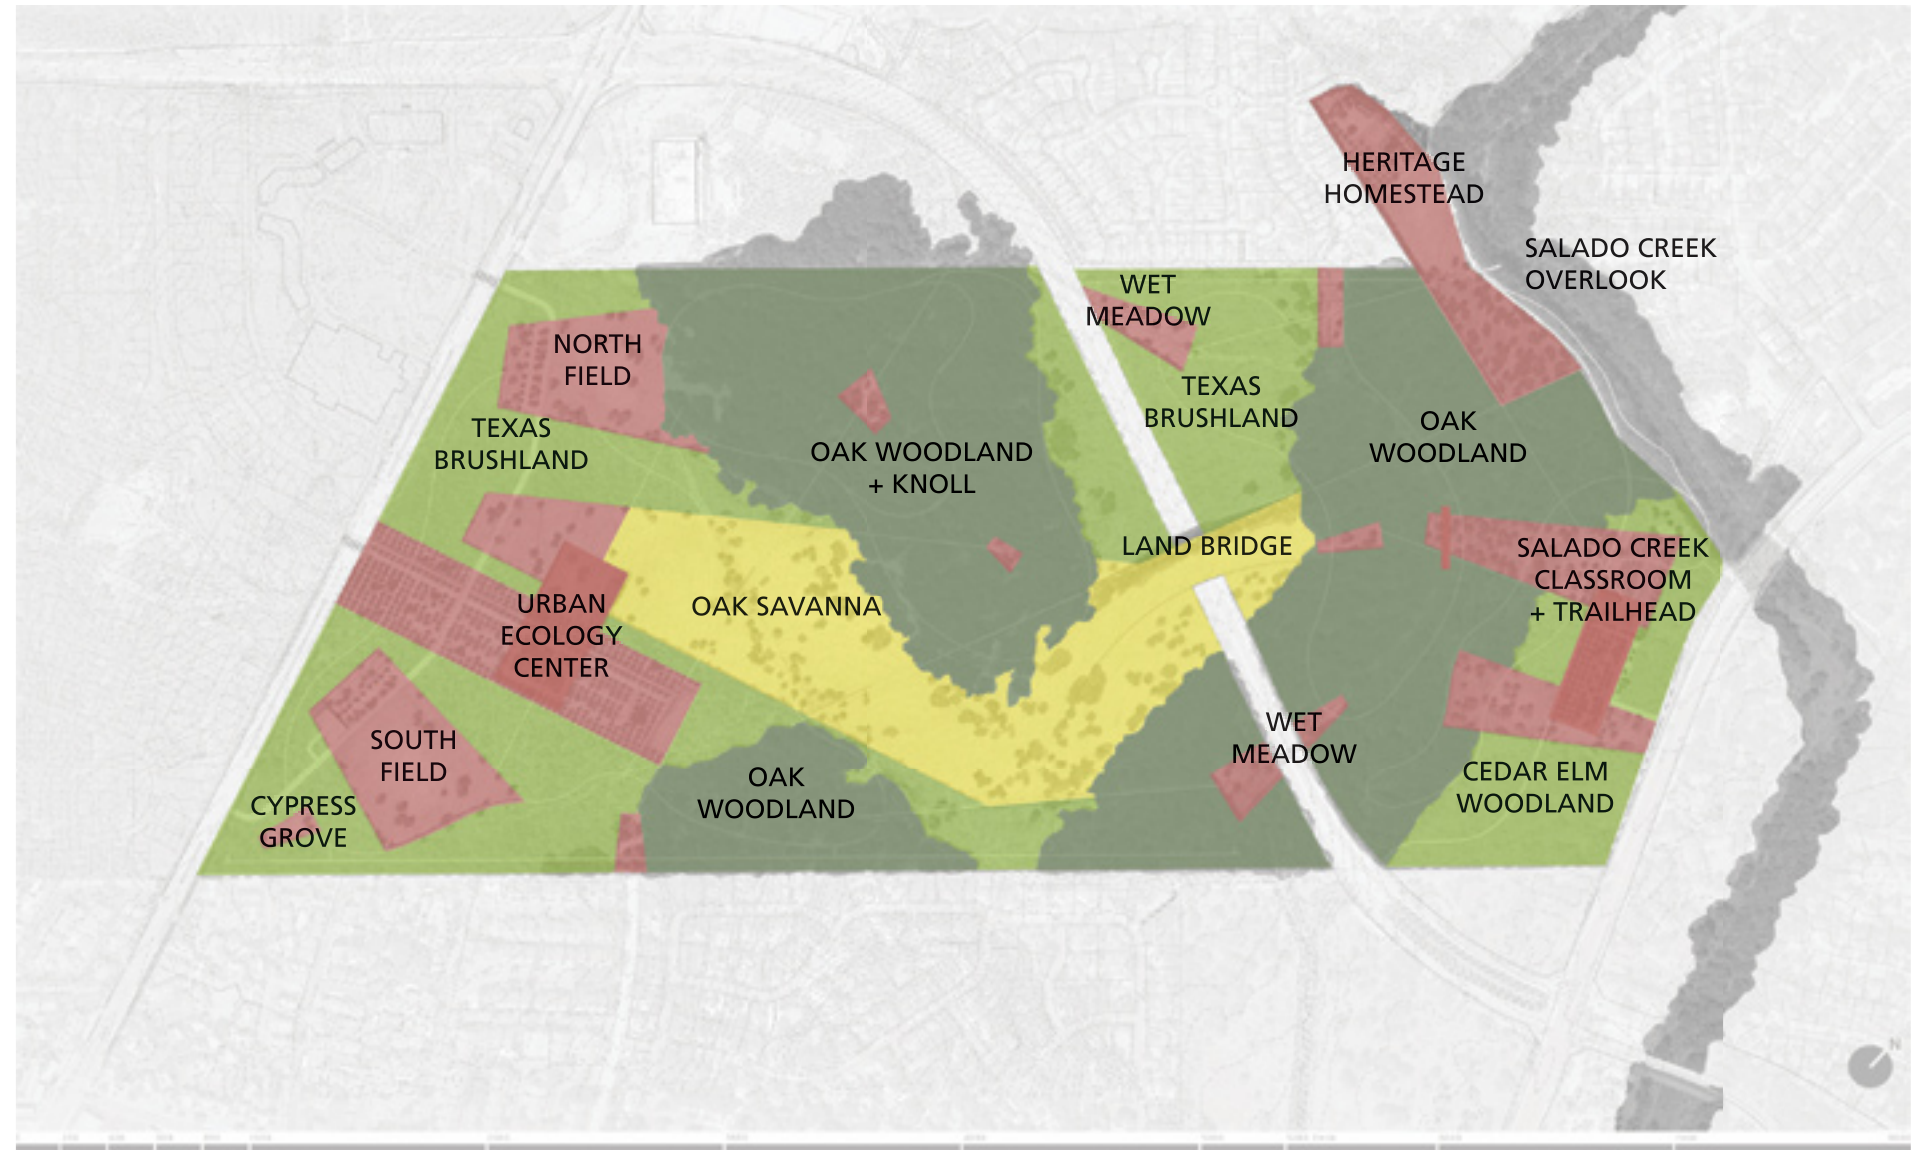 HERITAGE
HOMESTEAD
SALADO CREEK
OVERLOOK
WET
MEADOW
NORTH
FIELD
TEXAS
BRUSHLAND
OAK WOODLAND
+ KNOLL
TEXAS
BRUSHLAND
OAK
WOODLAND
LAND BRIDGE
SALADO CREEK
CLASSROOM
+ TRAILHEAD
URBAN
ECOLOGY
CENTER
OAK SAVANNA
SOUTH
FIELD
CYPRESS
GROVE
OAK
WOODLAND
WET
MEADOW
CEDAR ELM
WOODLAND
N